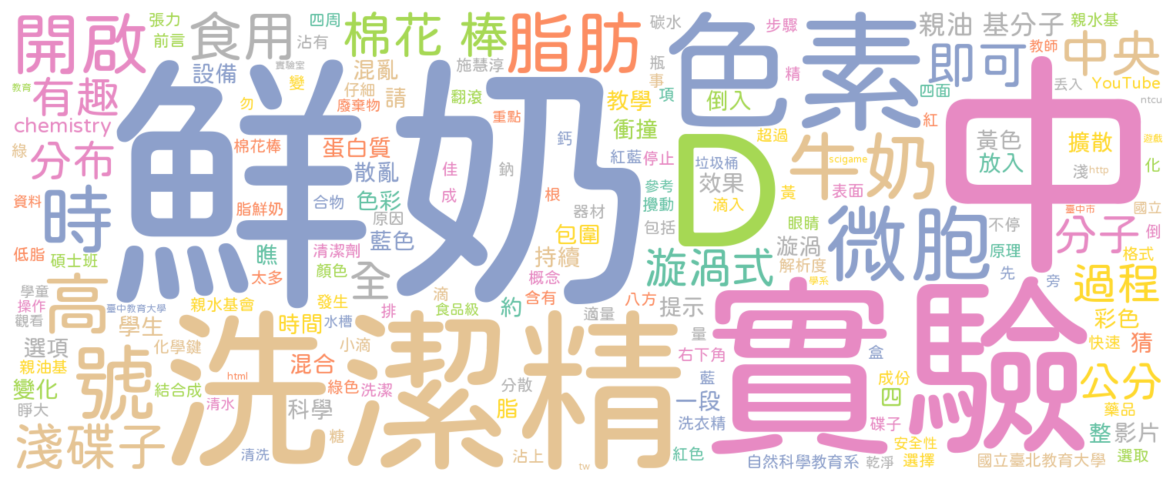 開啟
食用
棉花 棒
脂肪
色素
即可
中央
有趣
分布
時
高
號
淺碟子
鮮奶
洗潔精
實驗
中
D
牛奶
微胞
分子
過程
公分
漩渦式
全
張力
前言
四周
沾有
設備
實驗室
教育
變
混亂
仔細
勿
廢棄物
請
施慧淳
翻滾
重點
碳水
瓶
事
項
步驟
精
教學
倒入
衝撞
親油 基分子
親水基
教師
四面
丟入
YouTube
ntcu
chemistry
綠
棉花棒
蛋白質
散亂
佳
成
鈣
鈉
根
紅藍
停止
垃圾桶
超過
scigame
紅
黃色
放入
擴散
淺
http
遊戲
化
資料
脂鮮奶
合物
色彩
原因
藍色
器材
包圍
參考
攪動
效果
滴入
包括
黃
表面
眼睛
不停
原理
臺中市
國立
倒
低脂
碩士班
瞧
太多
清潔劑
顏色
持續
概念
含有
漩渦
解析度
學系
先
旁
格式
學童
操作
觀看
臺中教育大學
親水基會
發生
滴
排
食品級
約
適量
八方
提示
彩色
學生
時間
水槽
小滴
量
右下角
盒
快速
猜
選項
親油基
化學鍵
混合
html
綠色
洗潔
分散
藍
成份
四
一段
變化
睜大
結合成
清水
科學
脂
碟子
洗衣精
藥品
糖
沾上
清洗
tw
紅色
安全性
整
影片
自然科學教育系
乾淨
選擇
國立臺北教育大學
選取